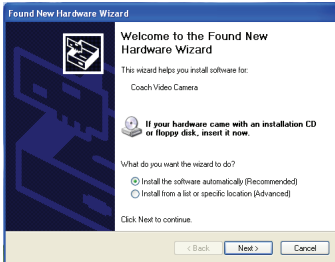 Found New Hardware Wizard
Welcome to the Found New
Hardware Wizard
This wizard helps you install software for:
Coach Video Camera
If your hardware came with an installation CD
or floppy disk, insert it now.
What do you want the wizard to do?
Install the software automatically (Recommended)
Install from a list or specific location (Advanced)
Click Next to continue.
< Back Next > Cancel